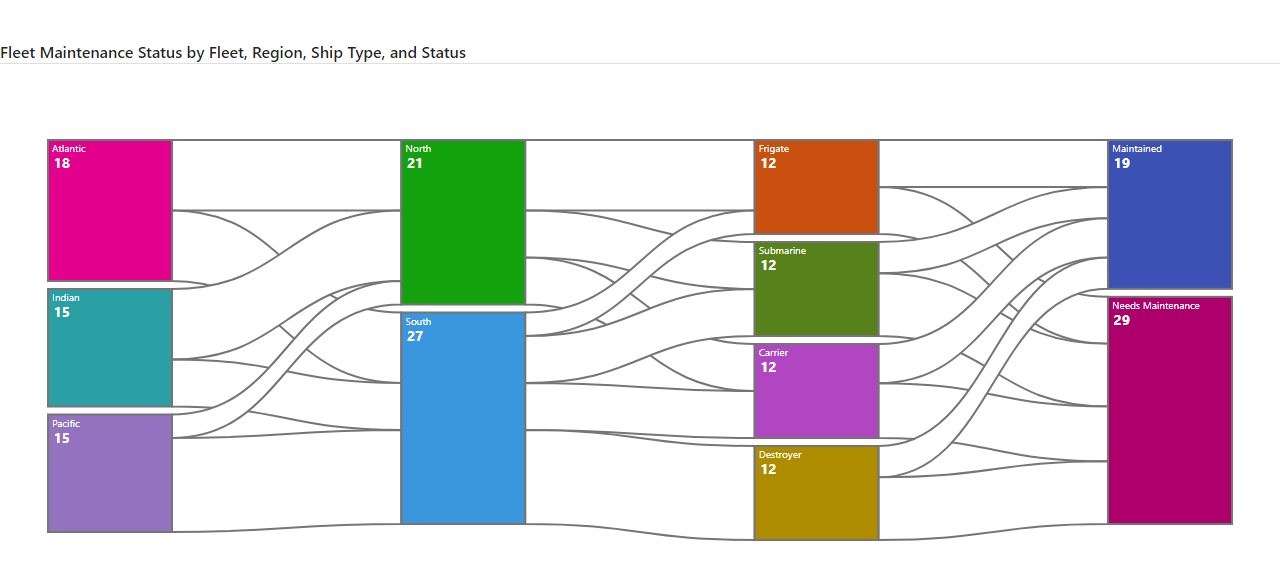 Fleet Maintenance Status by Fleet, Region, Ship Type, and Status
Atlantic
18
Indian
15
Pacific
15
North
21
South
27
Frigate
12
Submarine
12
Carrier
12
Destroyer
12
Maintained
19
Needs Maintenance
29